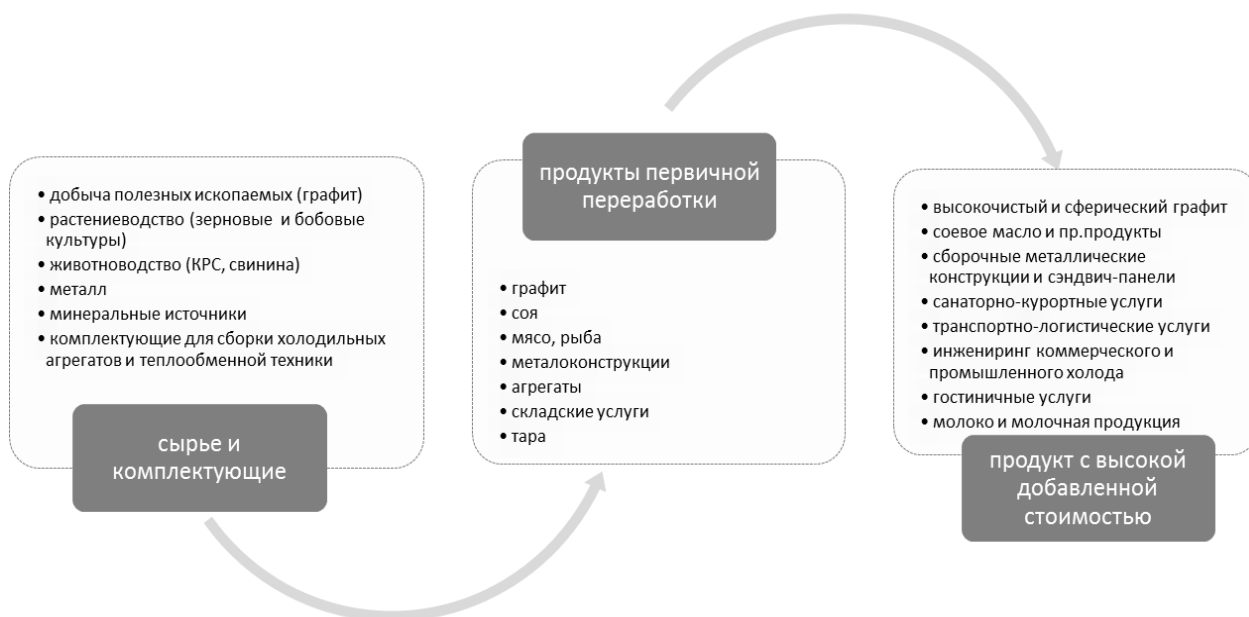 • добыча полезных ископаемых (графит)
• растениеводство (зерновые и бобовые
культуры)
• животноводство (КРС, свинина)
• металл
• минеральные источники
• комплектующие для сборки холодильных
агрегатов и теплообменной техники
сырье и
комплектующие
продукты первичной
переработки
• графит
• соя
• мясо, рыба
• металоконструкции
• агрегаты
• складские услуги
• тара
• высокочистый и сферический графит
• соевое масло и пр.продукты
• сборочные металлические
конструкции и сэндвич-панели
• санаторно-курортные услуги
• транспортно-логистические услуги
• инжениринг коммерческого и
промышленного холода
• гостиничные услуги
• молоко и молочная продукция
продукт с высокой
добавленной
стоимостью